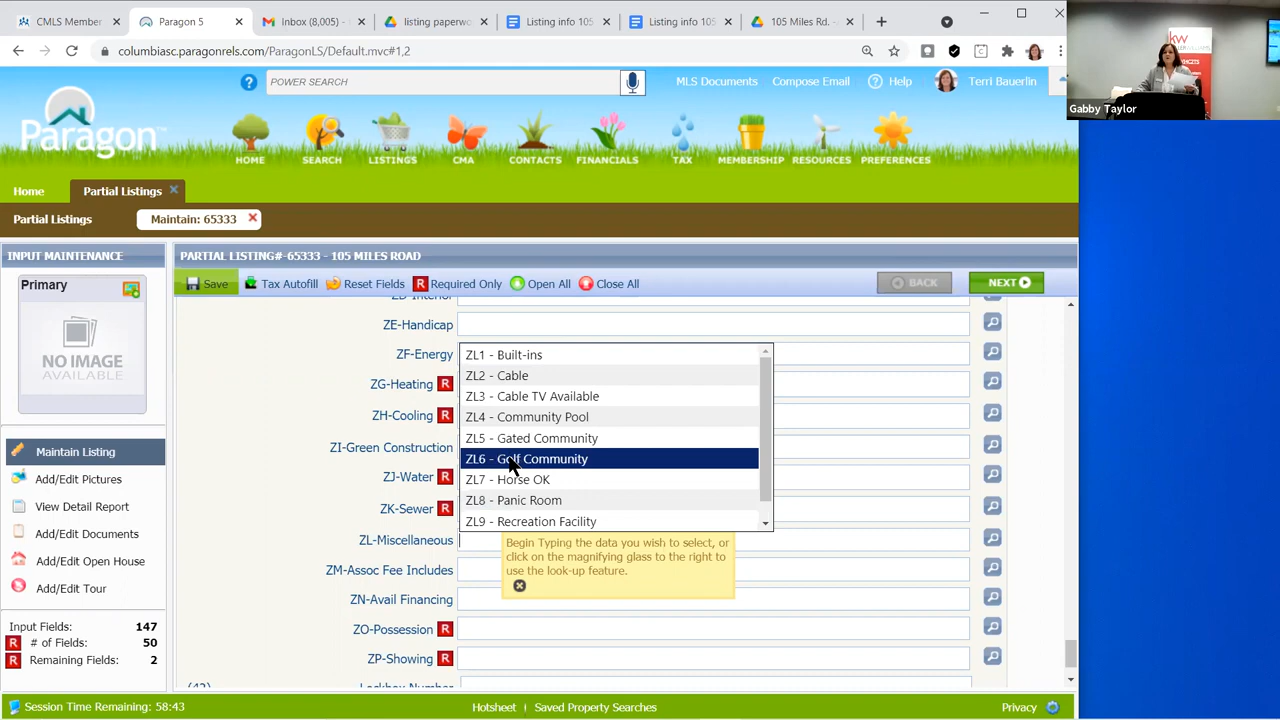 CMLS Member
Paragon 5
Inbox (8,005) -
listing paperw
Listing info 105
Listing info 105
105 Miles Rd. -
columbiasc.paragonrels.com/ParagonLS/Default.mvc#1,2
kw
Gabby Taylor
Paragon
POWER SEARCH
MLS Documents
Compose Email
Help
Terri Bauerlin
HOME
SEARCH
LISTINGS
CMA
CONTACTS
FINANCIALS
TAX
MEMBERSHIP
RESOURCES
PREFERENCES
Home
Partial Listings
Partial Listings
Maintain: 65333
INPUT MAINTENANCE
Primary
NO IMAGE
AVAILABLE
Maintain Listing
Add/Edit Pictures
View Detail Report
Add/Edit Documents
Add/Edit Open House
Add/Edit Tour
Input Fields: 147
R # of Fields: 50
R Remaining Fields: 2
PARTIAL LISTING#-65333 - 105 MILES ROAD
Save
Tax Autofill
Reset Fields
R Required Only
Open All
Close All
BACK
NEXT
ZD-Interior
ZE-Handicap
ZF-Energy
ZG-Heating R
ZH-Cooling R
ZI-Green Construction
ZJ-Water R
ZK-Sewer R
ZL-Miscellaneous
ZM-Assoc Fee Includes
ZN-Avail Financing
ZO-Possession R
ZP-Showing R
(42) Lockbox Number
ZL1 - Built-ins
ZL2 - Cable
ZL3 - Cable TV Available
ZL4 - Community Pool
ZL5 - Gated Community
ZL6 - Golf Community
ZL7 - Horse OK
ZL8 - Panic Room
ZL9 - Recreation Facility
Begin Typing the data you wish to select, or
click on the magnifying glass to the right to
use the look-up feature.
Session Time Remaining: 58:43
Hotsheet
Saved Property Searches
Privacy